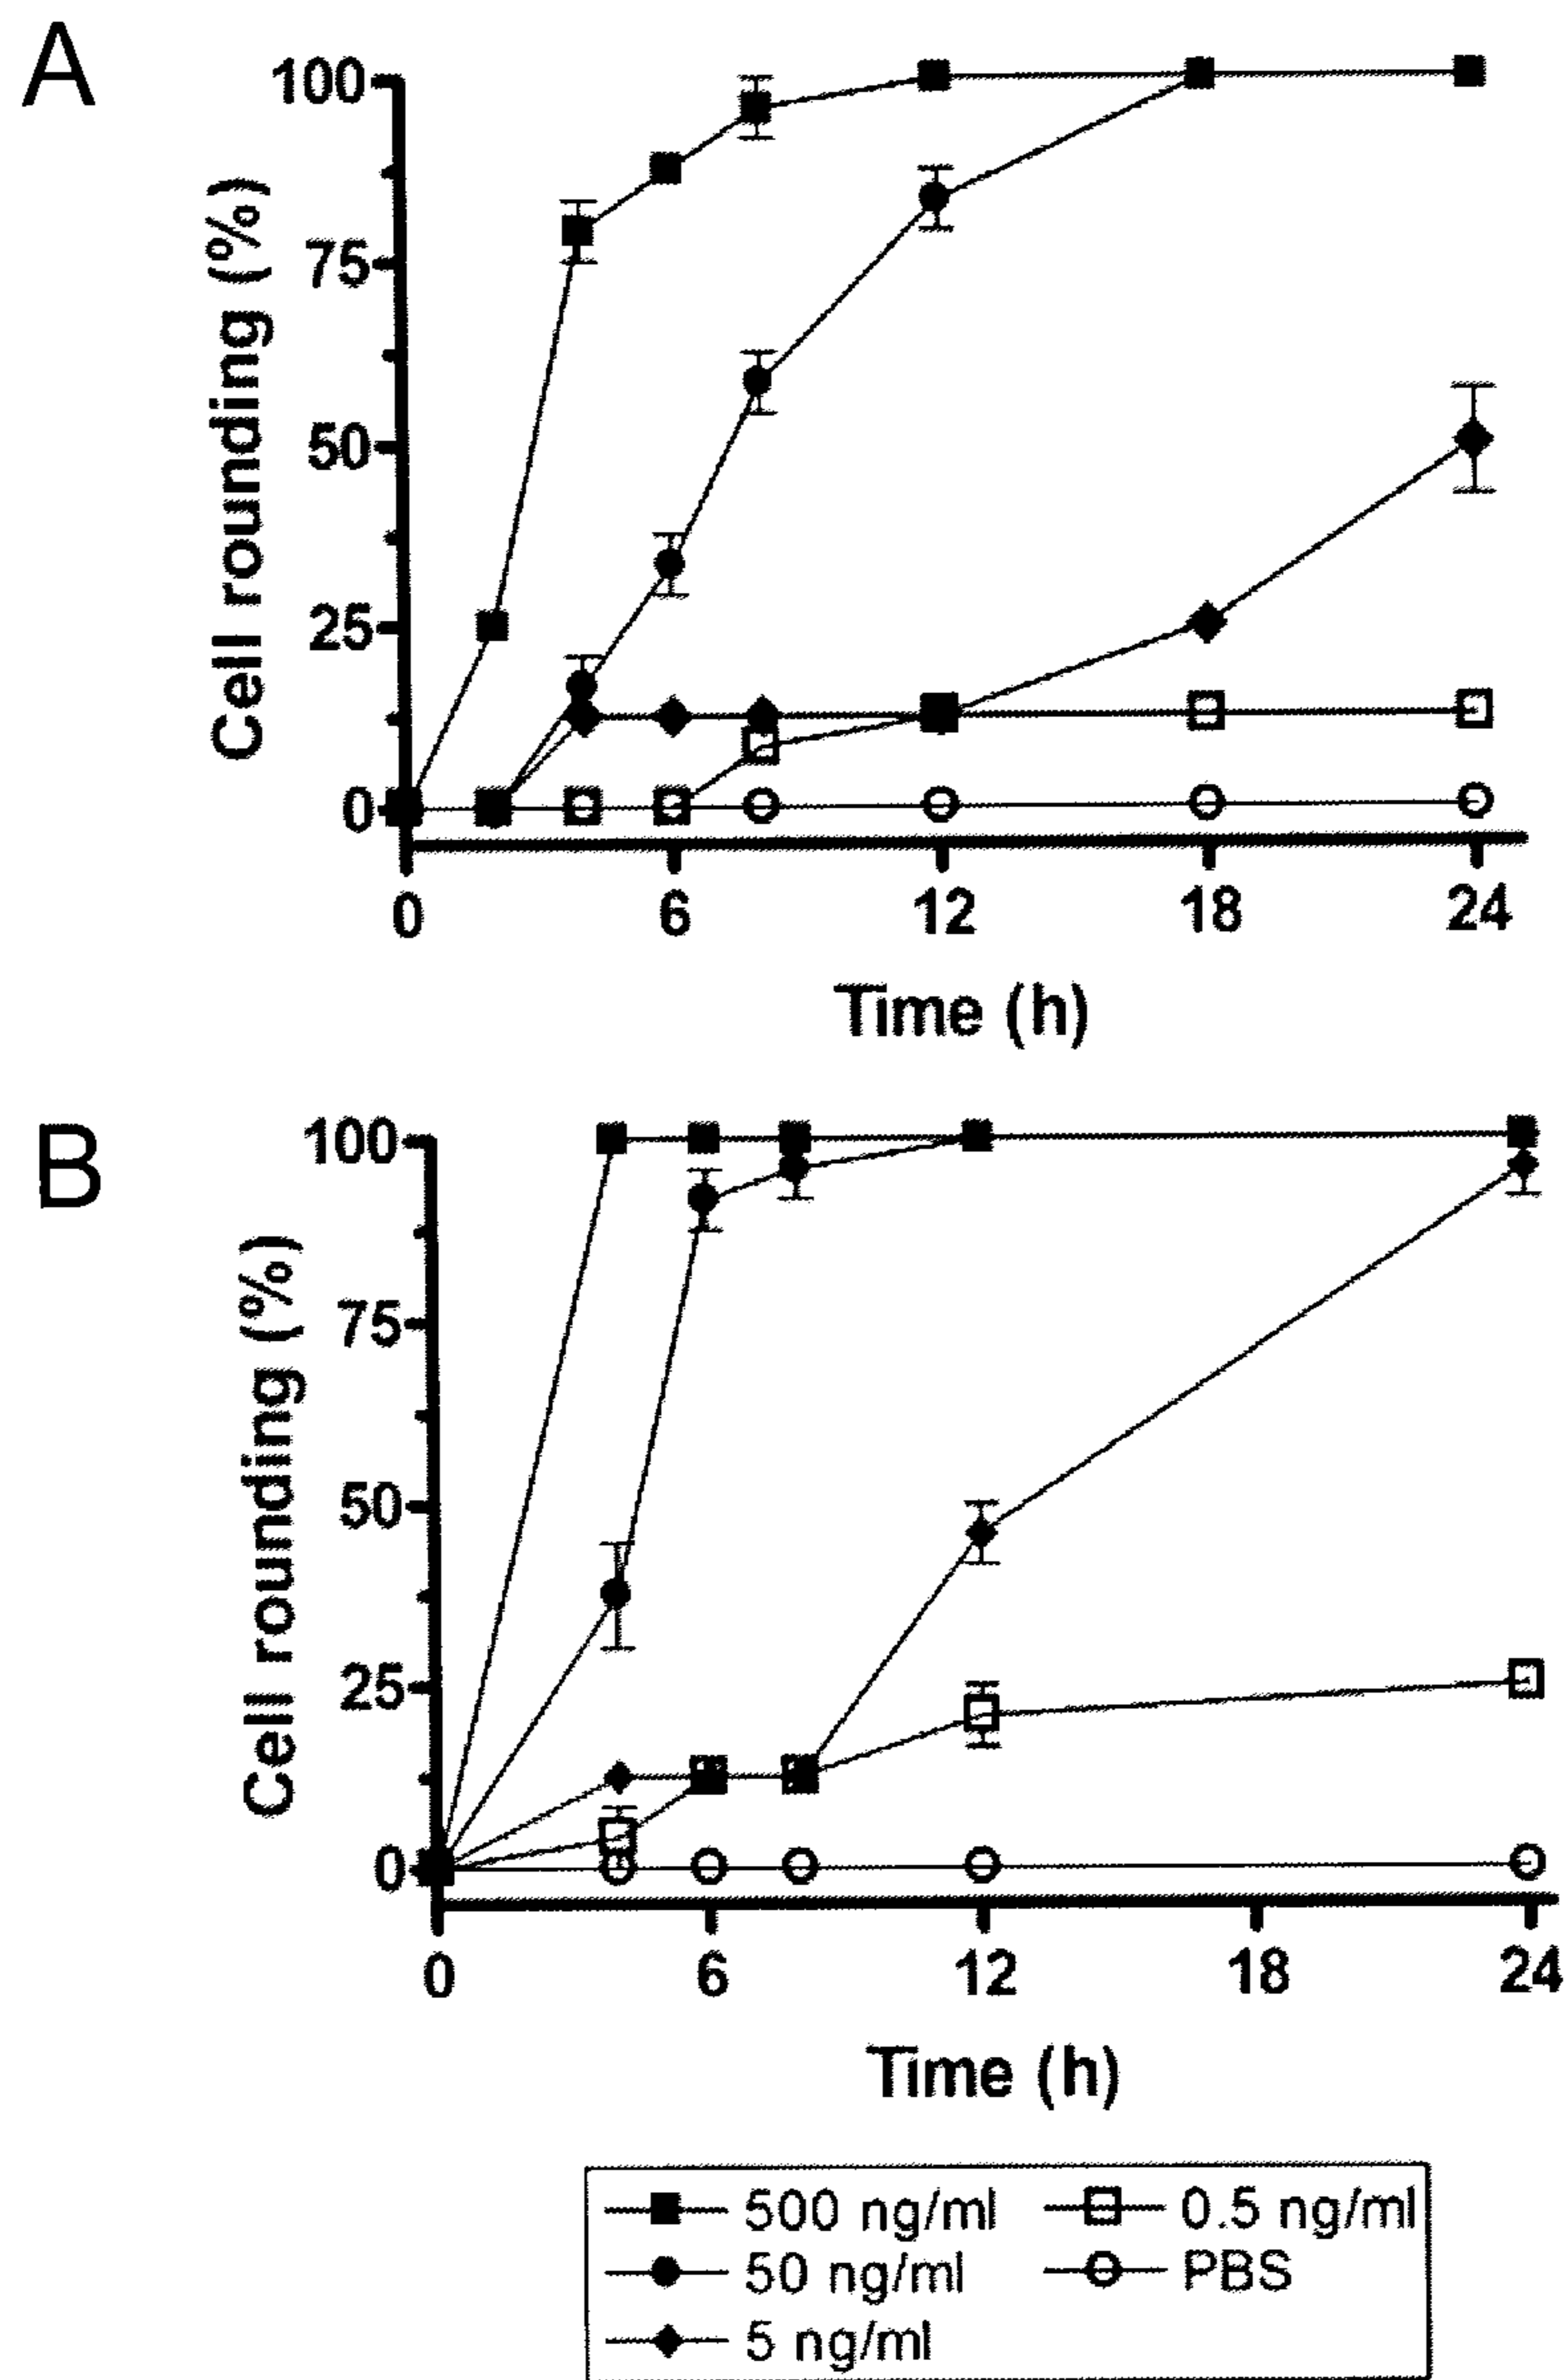 A
Cell rounding (%)
100
75
50
25
0
0 6 12 18 24
Time (h)
B
Cell rounding (%)
100
75
50
25
0
0 6 12 18 24
Time (h)
500 ng/ml 0.5 ng/ml
50 ng/ml PBS
5 ng/ml